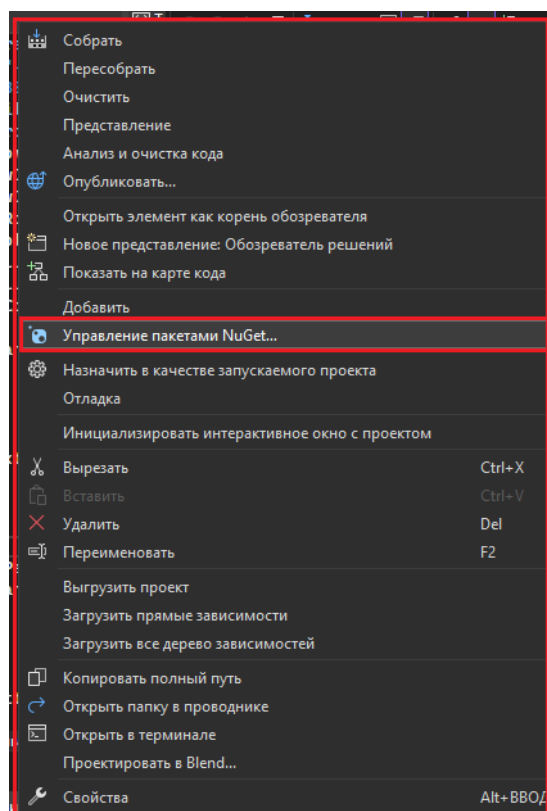 Собрать
Пересобрать
Очистить
Представление
Анализ и очистка кода
Опубликовать...
Открыть элемент как корень обозревателя
Новое представление: Обозреватель решений
Показать на карте кода
Добавить
Управление пакетами NuGet...
Назначить в качестве запускаемого проекта
Отладка
Инициализировать интерактивное окно с проектом
Вырезать Ctrl+X
Вставить Ctrl+V
Удалить Del
Переименовать F2
Выгрузить проект
Загрузить прямые зависимости
Загрузить все дерево зависимостей
Копировать полный путь
Открыть папку в проводнике
Открыть в терминале
Проектировать в Blend...
Свойства Alt+ВВОД